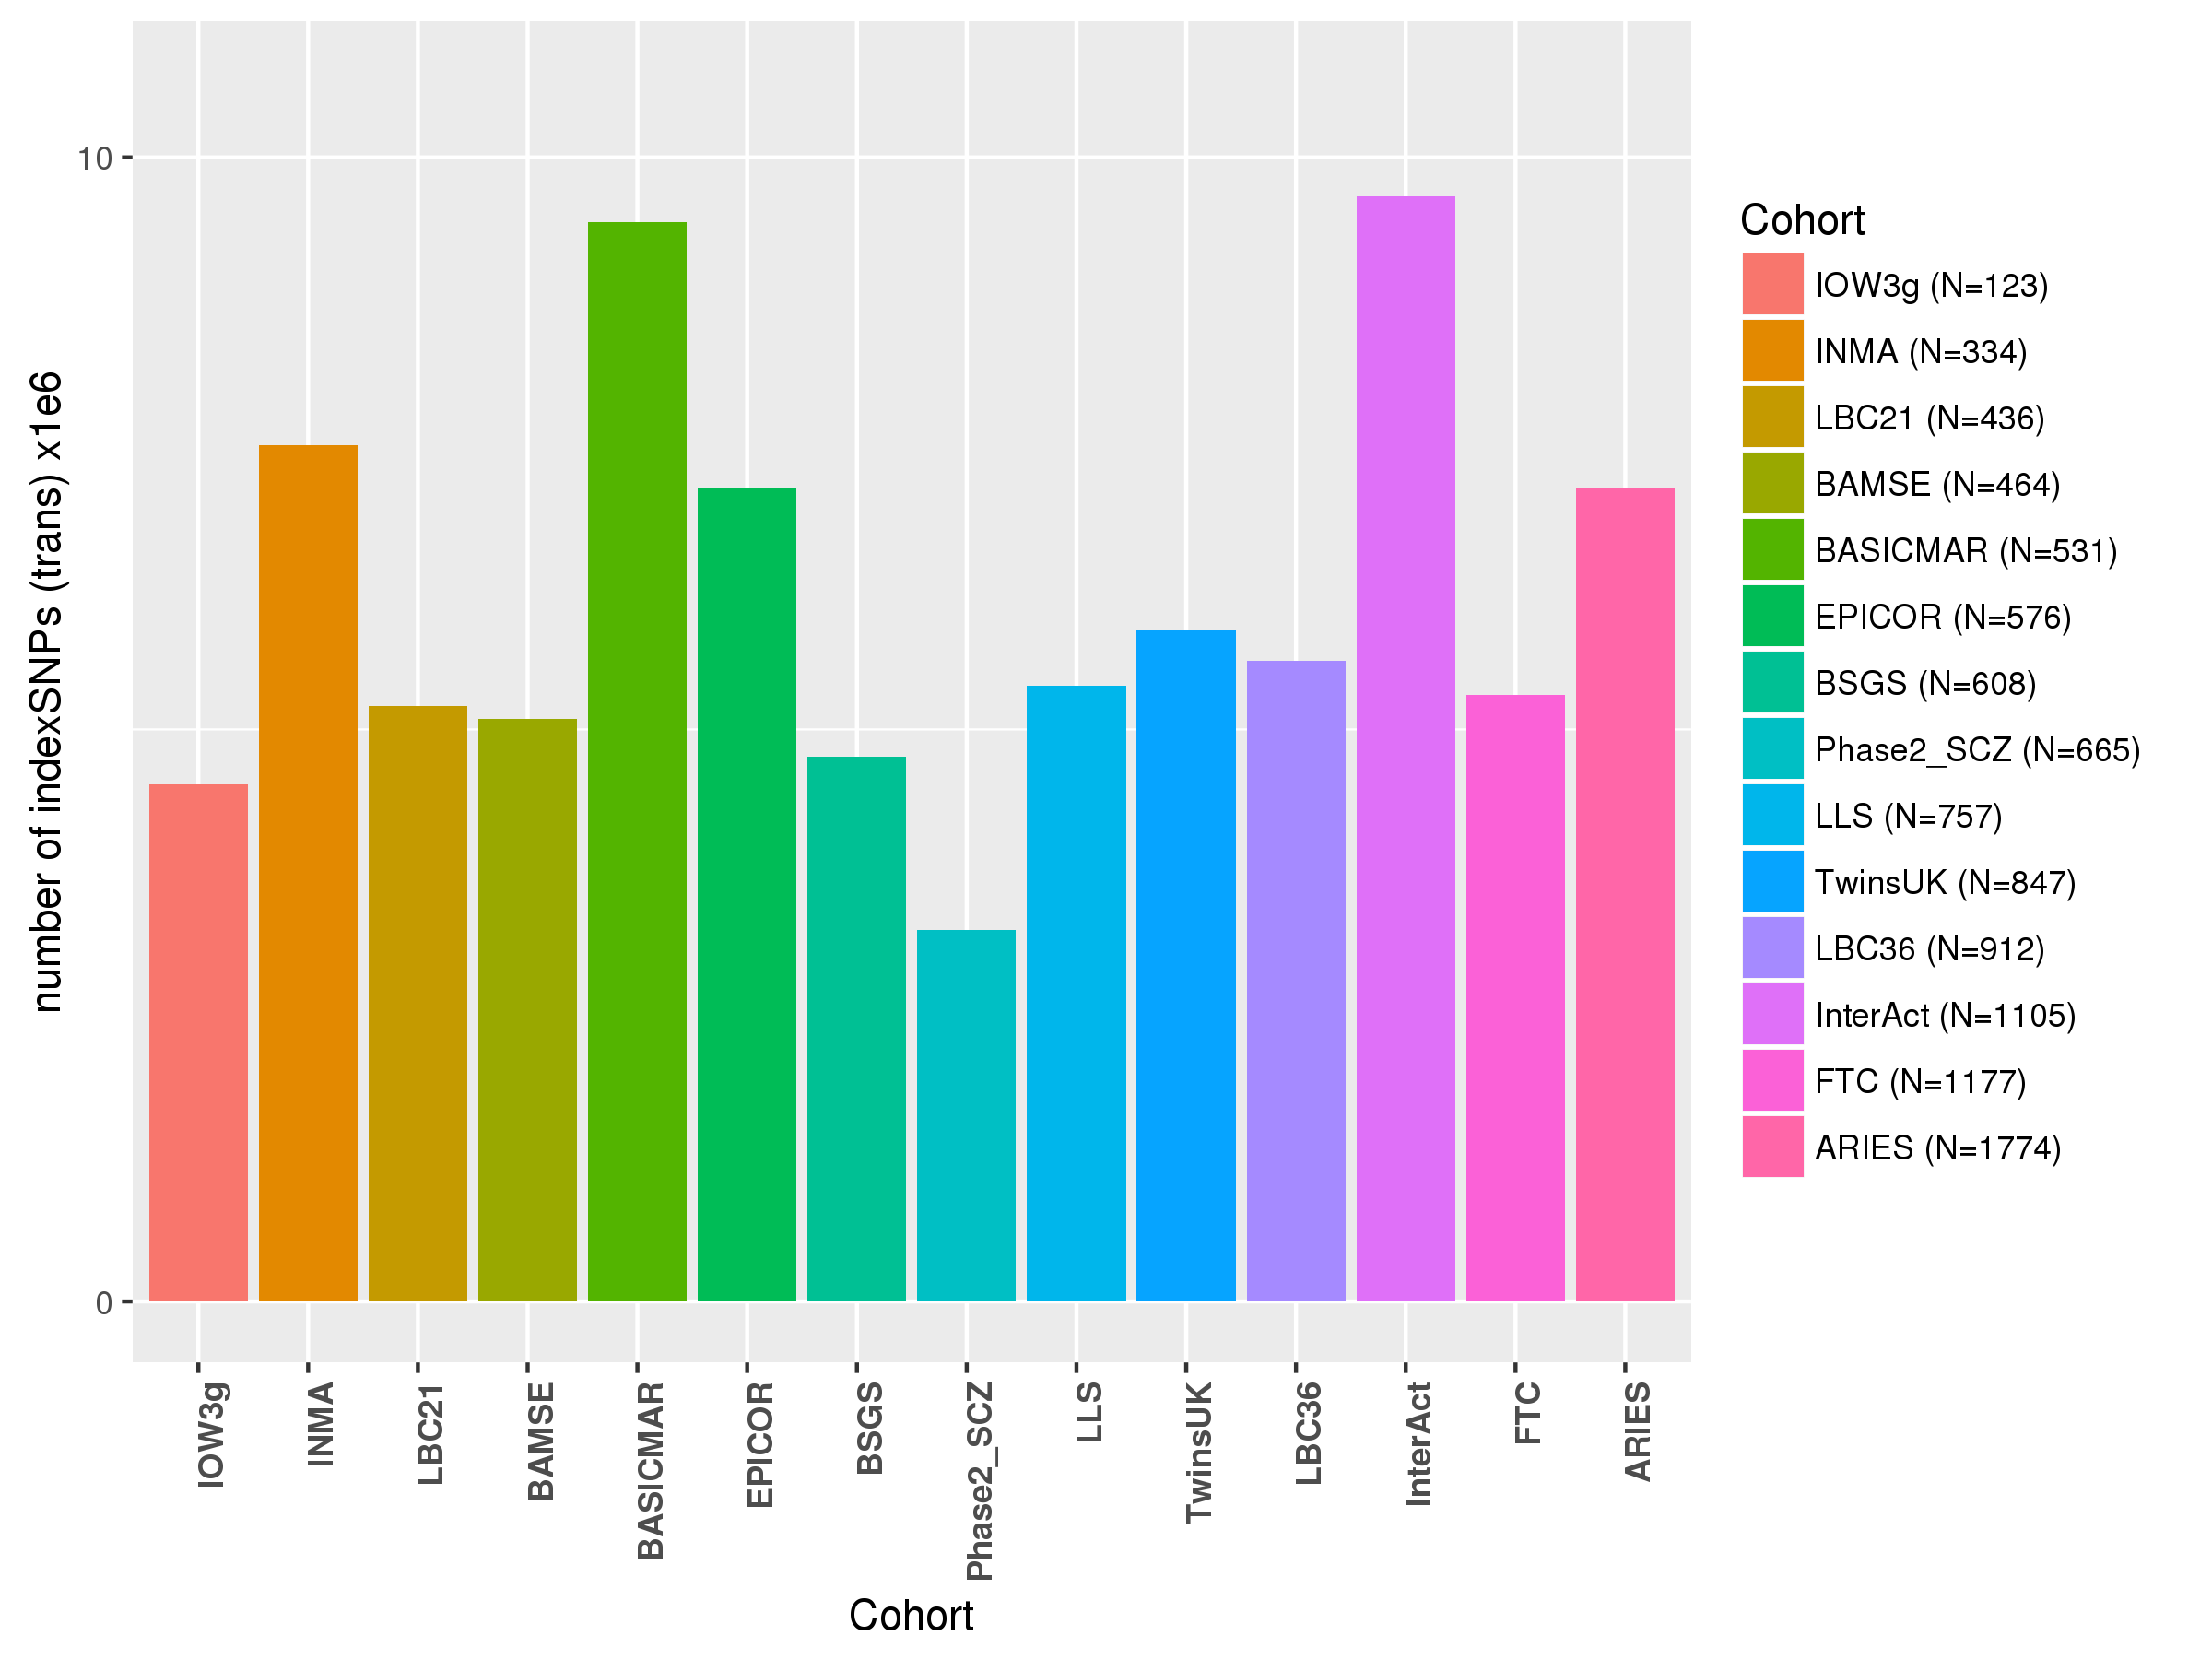 number of indexSNPs (trans) x1e6
10
0
IOW3g
INMA
LBC21
BAMSE
BASICMAR
EPICOR
BSGS
Phase2_SCZ
LLS
TwinsUK
LBC36
InterAct
FTC
ARIES
Cohort
Cohort
IOW3g (N=123)
INMA (N=334)
LBC21 (N=436)
BAMSE (N=464)
BASICMAR (N=531)
EPICOR (N=576)
BSGS (N=608)
Phase2_SCZ (N=665)
LLS (N=757)
TwinsUK (N=847)
LBC36 (N=912)
InterAct (N=1105)
FTC (N=1177)
ARIES (N=1774)